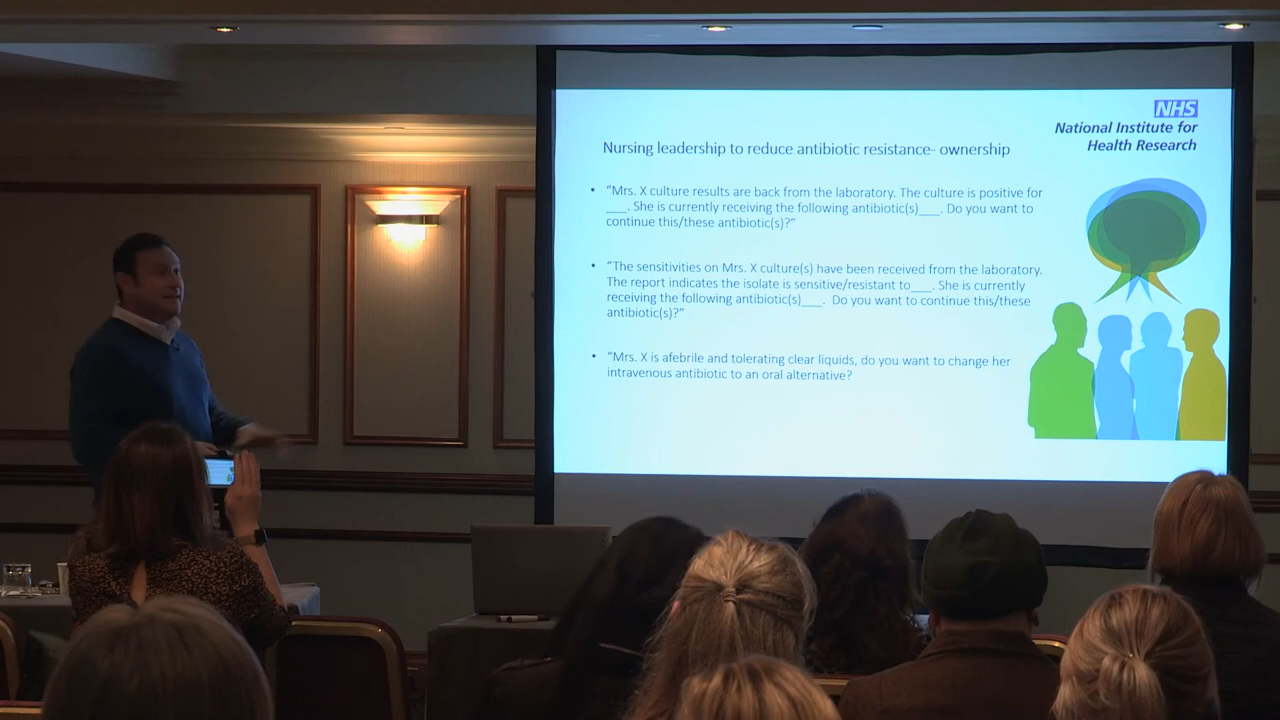 NHS
National Institute for
Health Research
Nursing leadership to reduce antibiotic resistance- ownership
• “Mrs. X culture results are back from the laboratory. The culture is positive for
___. She is currently receiving the following antibiotic(s)___. Do you want to
continue this/these antibiotic(s)?”
• “The sensitivities on Mrs. X culture(s) have been received from the laboratory.
The report indicates the isolate is sensitive/resistant to___. She is currently
receiving the following antibiotic(s)___.  Do you want to continue this/these
antibiotic(s)?”
• “Mrs. X is afebrile and tolerating clear liquids, do you want to change her
intravenous antibiotic to an oral alternative?